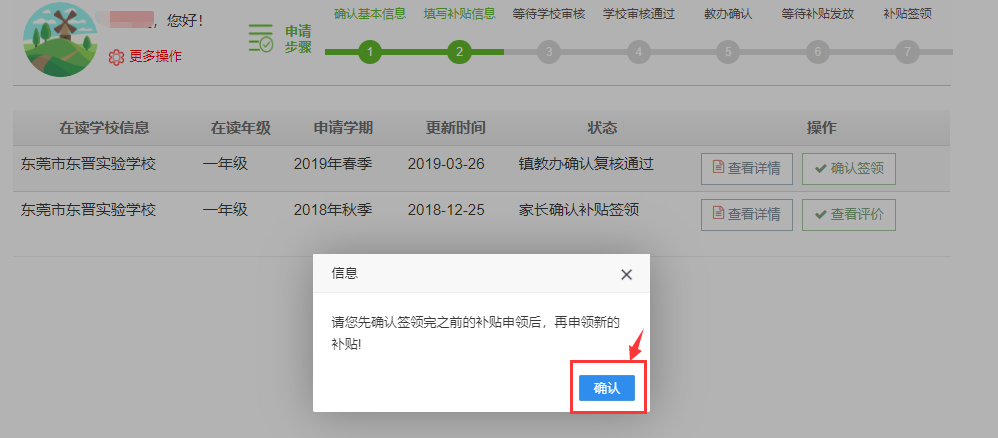 ，您好！
更多操作
申请
步骤
确认基本信息 填写补贴信息 等待学校审核 学校审核通过 教办确认 等待补贴发放 补贴签领
1 2 3 4 5 6 7
在读学校信息 在读年级 申请学期 更新时间 状态 操作
东莞市东晋实验学校 一年级 2019年春季 2019-03-26 镇教办确认复核通过 查看详情 确认签领
东莞市东晋实验学校 一年级 2018年秋季 2018-12-25 家长确认补贴签领 查看详情 查看评价
信息
请您先确认签领完之前的补贴申领后，再申领新的
补贴!
确认